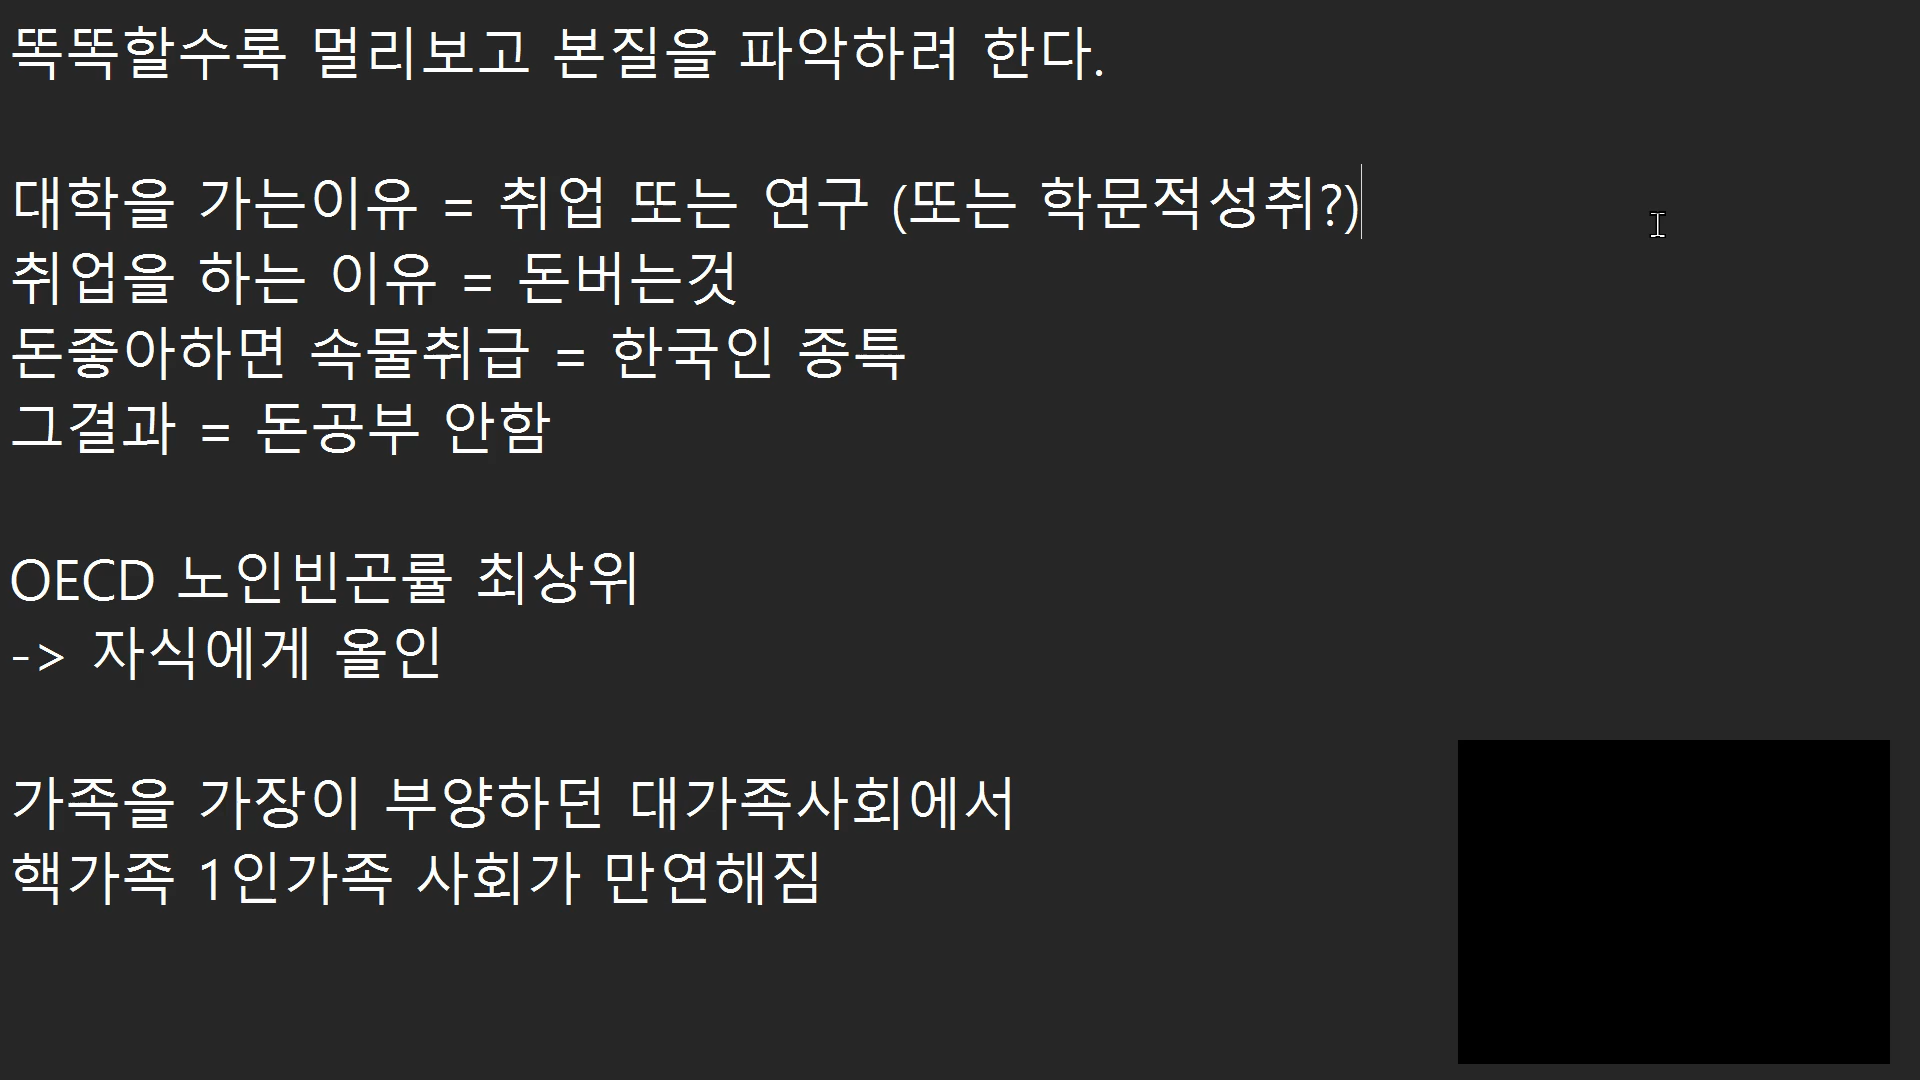 똑똑할수록 멀리보고 본질을 파악하려 한다.
대학을 가는이유 = 취업 또는 연구 (또는 학문적성취?)
취업을 하는 이유 = 돈버는것
돈좋아하면 속물취급 = 한국인 종특
그결과 = 돈공부 안함
OECD 노인빈곤률 최상위
-> 자식에게 올인
가족을 가장이 부양하던 대가족사회에서
핵가족 1인가족 사회가 만연해짐